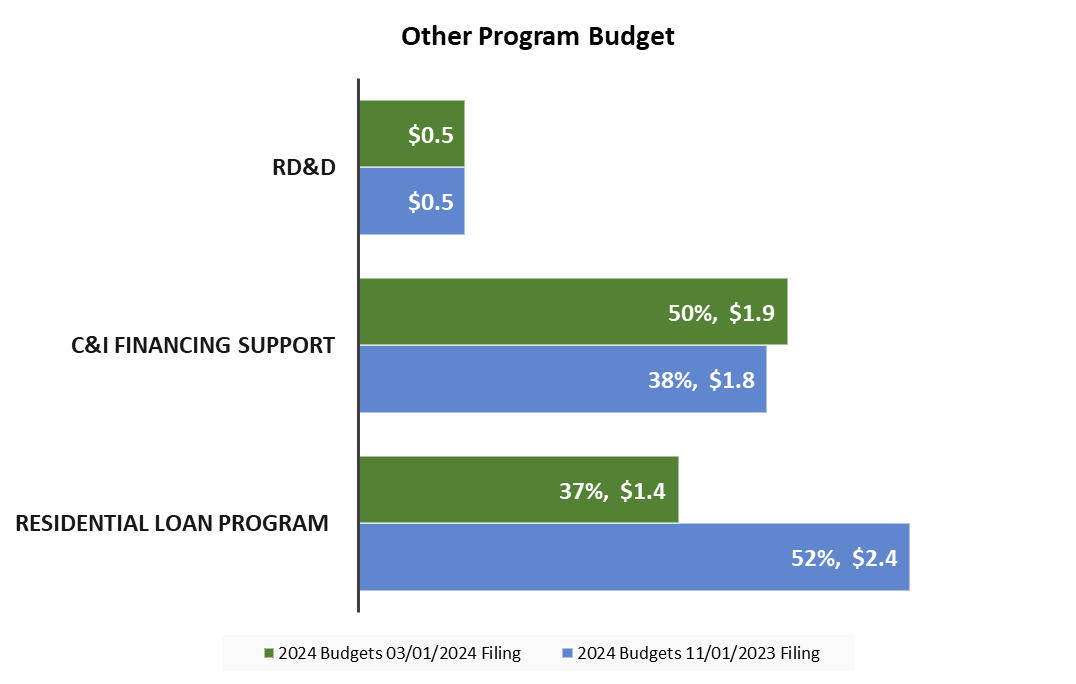 Other Program Budget
RD&D
$0.5
$0.5
C&I FINANCING SUPPORT
50%, $1.9
38%, $1.8
RESIDENTIAL LOAN PROGRAM
37%, $1.4
52%, $2.4
2024 Budgets 03/01/2024 Filing 2024 Budgets 11/01/2023 Filing